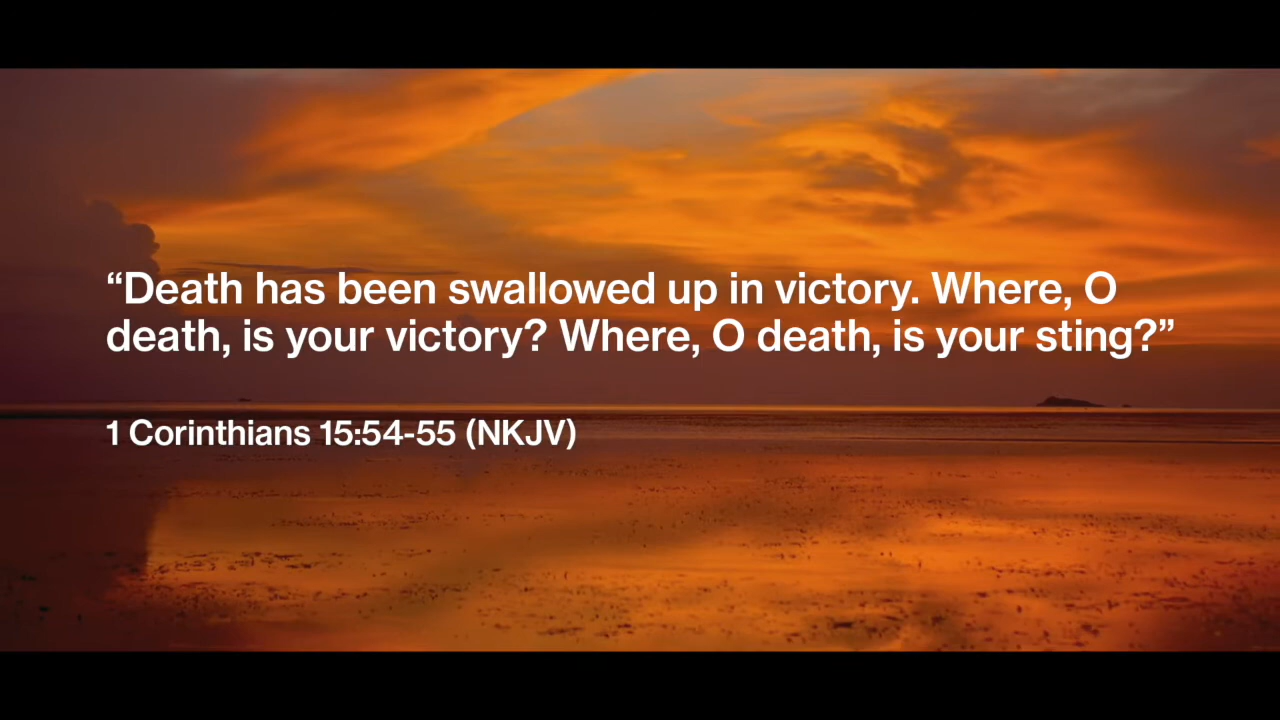 “Death has been swallowed up in victory. Where, O
death, is your victory? Where, O death, is your sting?”
1 Corinthians 15:54-55 (NKJV)